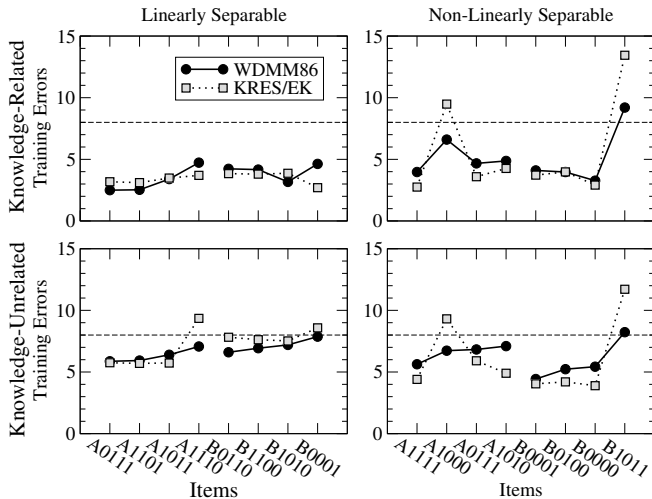 Linearly Separable
Non-Linearly Separable
Knowledge-Related
Training Errors
15
10
5
0
WDMM86
KRES/EK
15
10
5
0
Knowledge-Unrelated
Training Errors
15
10
5
0
15
10
5
0
A0111
A1101
A1011
A1110
B0110
B1100
B1010
B0001
A1111
A1000
A0111
A1010
B0001
B0100
B0000
B1011
Items
Items